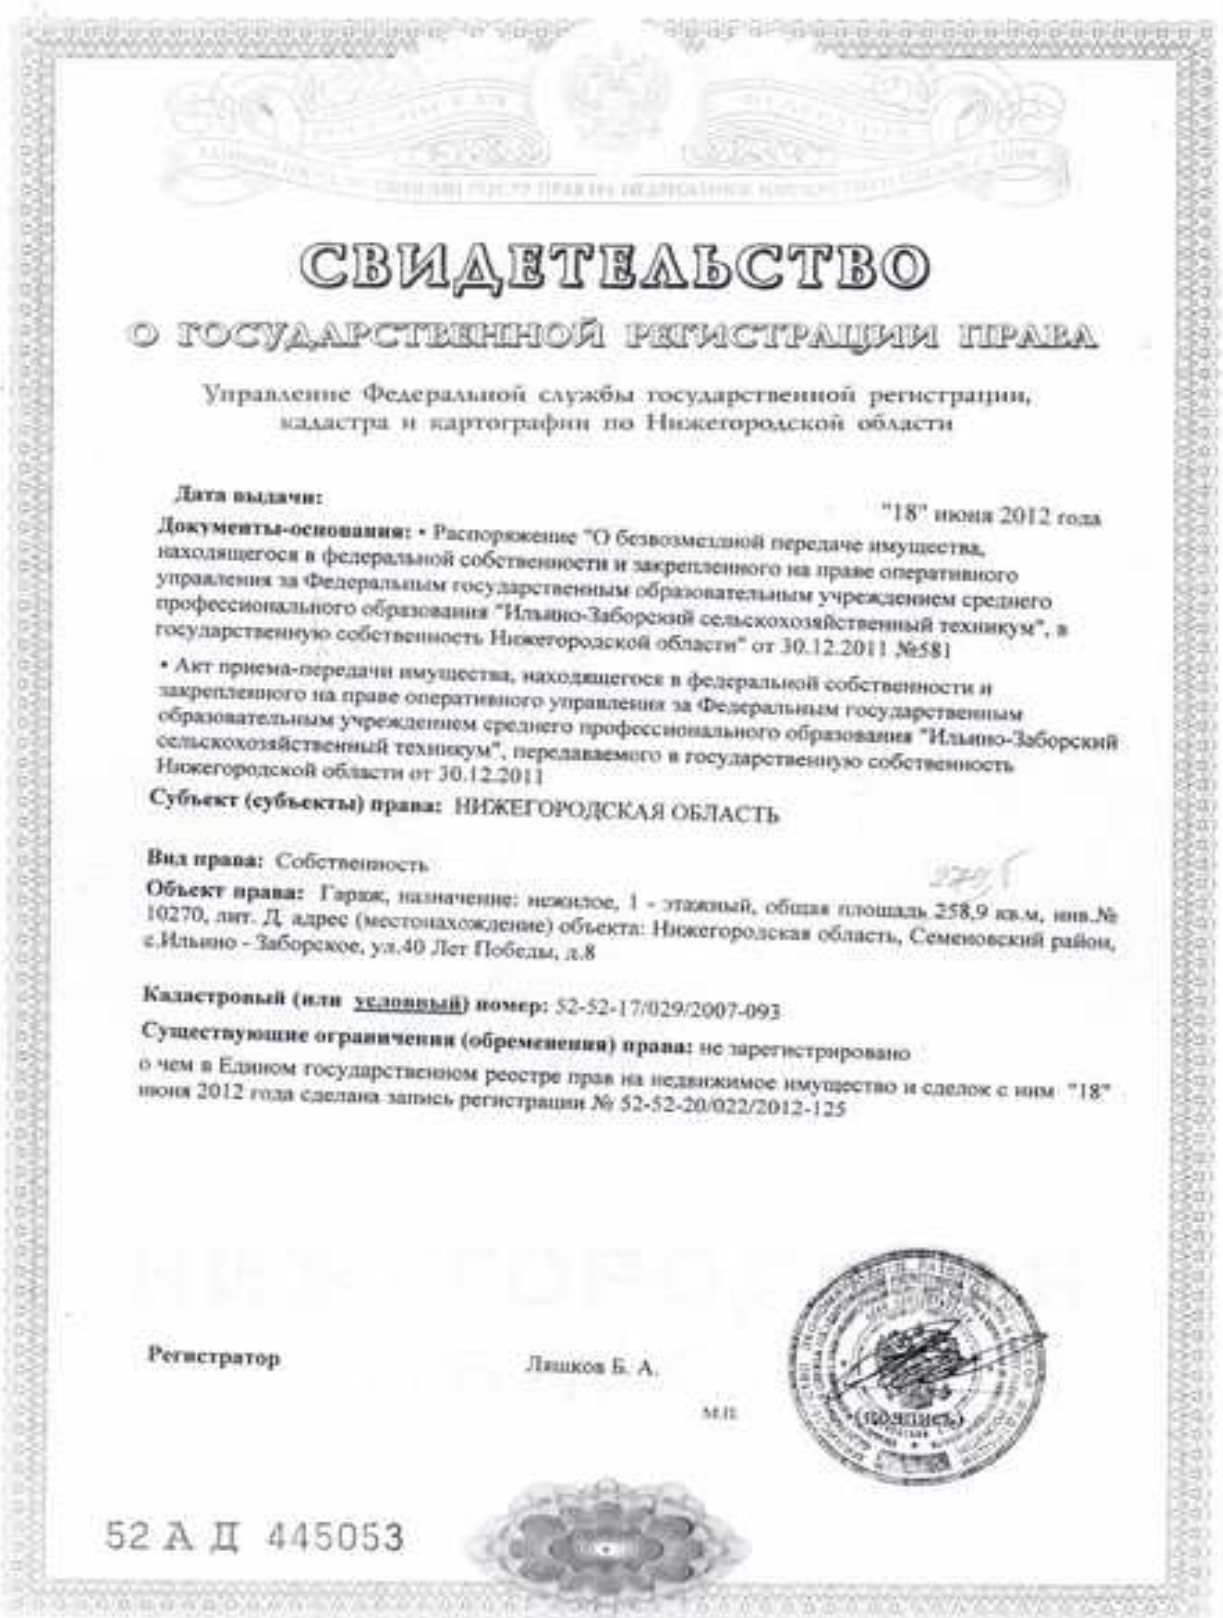 СВИДЕТЕЛЬСТВО
О ГОСУДАРСТВЕННОЙ РЕГИСТРАЦИИ ПРАВА
Управление Федеральной службы государственной регистрации,
кадастра и картографии по Нижегородской области
Дата выдачи:
"18" июня 2012 года
Документы-основания: • Распоряжение "О безвозмездной передаче имущества,
находящегося в федеральной собственности и закрепленного на праве оперативного
управления за Федеральным государственным образовательным учреждением среднего
профессионального образования "Ильино-Заборский сельскохозяйственный техникум", в
государственную собственность Нижегородской области" от 30.12.2011 №581
• Акт приема-передачи имущества, находящегося в федеральной собственности и
закрепленного на праве оперативного управления за Федеральным государственным
образовательным учреждением среднего профессионального образования "Ильино-Заборский
сельскохозяйственный техникум", передаваемого в государственную собственность
Нижегородской области от 30.12.2011
Субъект (субъекты) права: НИЖЕГОРОДСКАЯ ОБЛАСТЬ
Вид права: Собственность
Объект права: Гараж, назначение: нежилое, 1 - этажный, общая площадь 258,9 кв.м, инв.№
10270, лит. Д, адрес (местонахождение) объекта: Нижегородская область, Семеновский район,
с.Ильино - Заборское, ул.40 Лет Победы, д.8
Кадастровый (или условный) номер: 52-52-17/029/2007-093
Существующие ограничения (обременения) права: не зарегистрировано
о чем в Едином государственном реестре прав на недвижимое имущество и сделок с ним "18"
июня 2012 года сделана запись регистрации № 52-52-20/022/2012-125
Регистратор
Ляшков Б. А.
М.П.
(подпись)
52 А Д 445053